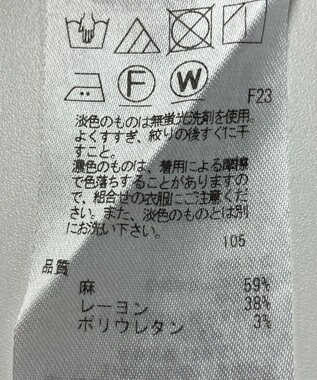 F W
F23
淡色のものは無蛍光洗剤を使用。
よくすすぎ、絞りの後すぐに干
すこと。
濃色のものは、着用による摩擦
で色落ちすることがありますの
で、組合せの衣服にご注意くだ
さい。また、淡色のものとは別
にお洗い下さい。
105
品質
麻 59%
レーヨン 38%
ポリウレタン 3%